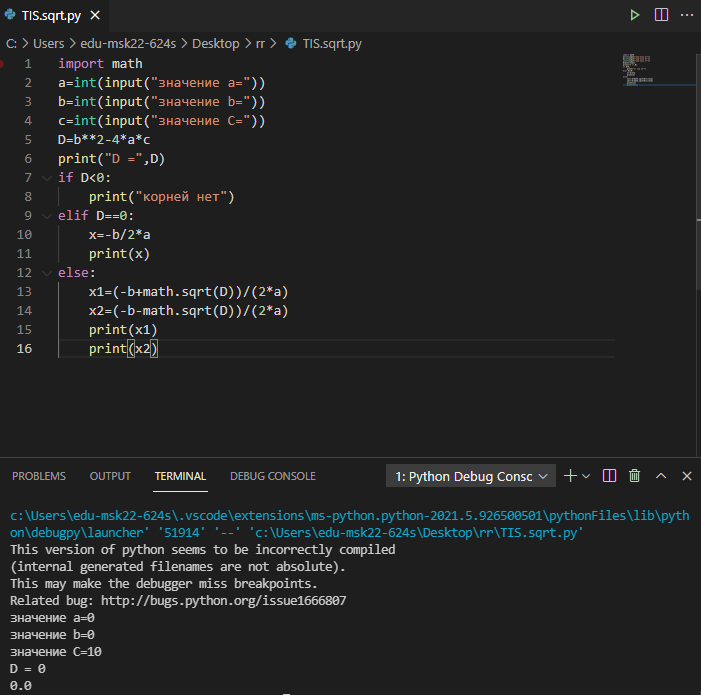 TIS.sqrt.py
C: > Users > edu-msk22-624s > Desktop > rr > TIS.sqrt.py
1 import math
2 a=int(input("значение a="))
3 b=int(input("значение b="))
4 c=int(input("значение C="))
5 D=b**2-4*a*c
6 print("D =",D)
7 if D<0:
8 print("корней нет")
9 elif D==0:
10 x=-b/2*a
11 print(x)
12 else:
13 x1=(-b+math.sqrt(D))/(2*a)
14 x2=(-b-math.sqrt(D))/(2*a)
15 print(x1)
16 print(x2)
PROBLEMS OUTPUT TERMINAL DEBUG CONSOLE 1: Python Debug Consc
c:\Users\edu-msk22-624s\.vscode\extensions\ms-python.python-2021.5.926500501\pythonFiles\lib\pyth
on\debugpy\launcher' '51914' '--' 'c:\Users\edu-msk22-624s\Desktop\rr\TIS.sqrt.py'
This version of python seems to be incorrectly compiled
(internal generated filenames are not absolute).
This may make the debugger miss breakpoints.
Related bug: http://bugs.python.org/issue1666807
значение a=0
значение b=0
значение C=10
D = 0
0.0